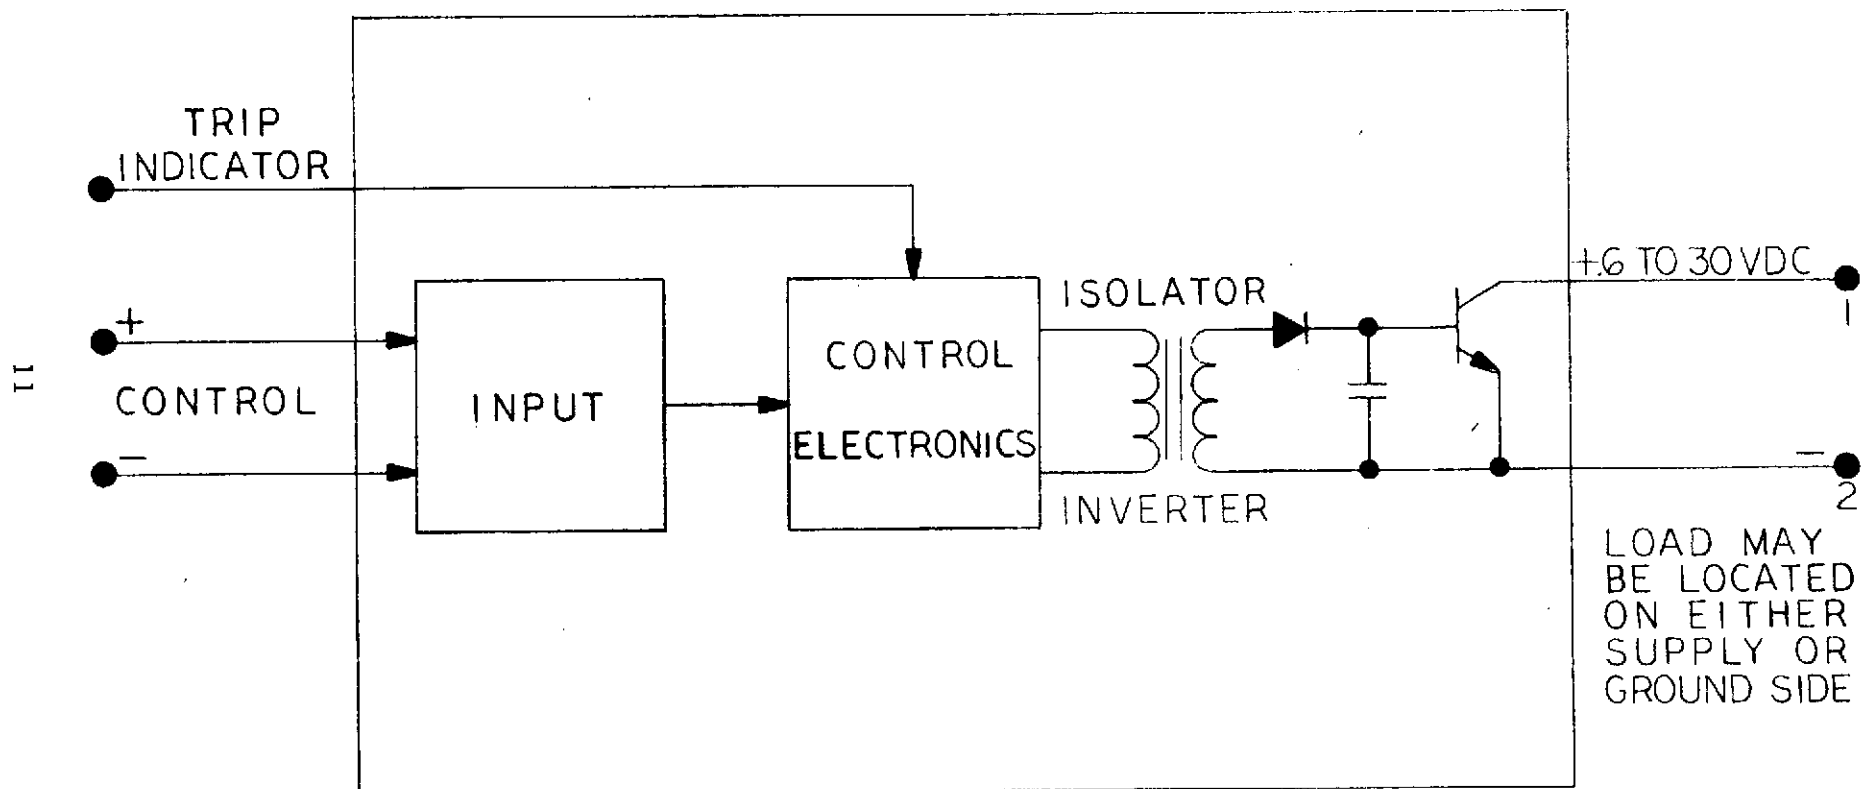 TRIP
INDICATOR
+
CONTROL
−
INPUT
CONTROL
ELECTRONICS
ISOLATOR
INVERTER
+.6 TO 30 VDC
1
−
2
LOAD MAY
BE LOCATED
ON EITHER
SUPPLY OR
GROUND SIDE
11